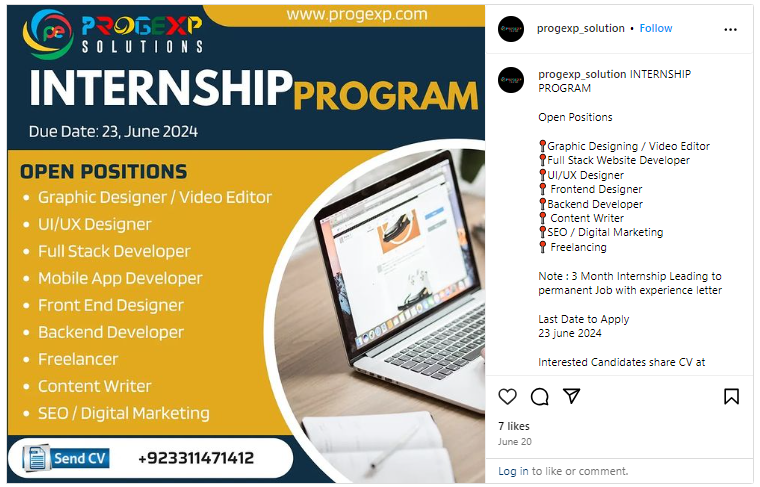 www.progexp.com
PROGEXP
SOLUTIONS
INTERNSHIP PROGRAM
Due Date: 23, June 2024
OPEN POSITIONS
• Graphic Designer / Video Editor
• UI/UX Designer
• Full Stack Developer
• Mobile App Developer
• Front End Designer
• Backend Developer
• Freelancer
• Content Writer
• SEO / Digital Marketing
Send CV
+923311471412
progexp_solution • Follow
progexp_solution INTERNSHIP
PROGRAM
Open Positions
📍Graphic Designing / Video Editor
📍Full Stack Website Developer
📍UI/UX Designer
📍 Frontend Designer
📍Backend Developer
📍 Content Writer
📍SEO / Digital Marketing
📍 Freelancing
Note : 3 Month Internship Leading to
permanent Job with experience letter
Last Date to Apply
23 june 2024
Interested Candidates share CV at
7 likes
June 20
Log in to like or comment.